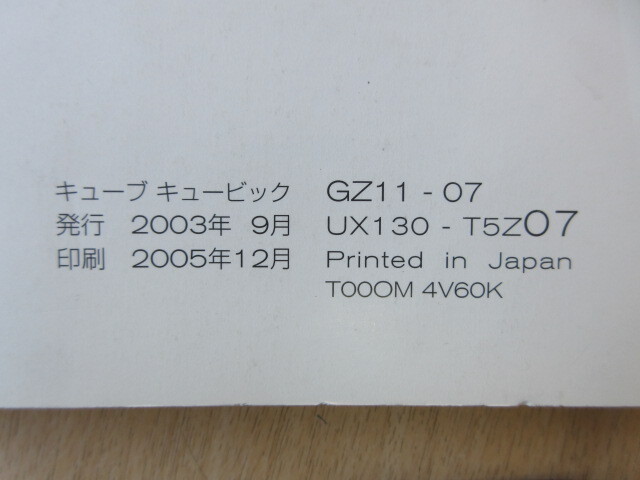 キューブ キュービック GZ11 - 07
発行 2003年 9月 UX130 - T5Z07
印刷 2005年12月 Printed in Japan
TOOOM 4V60K